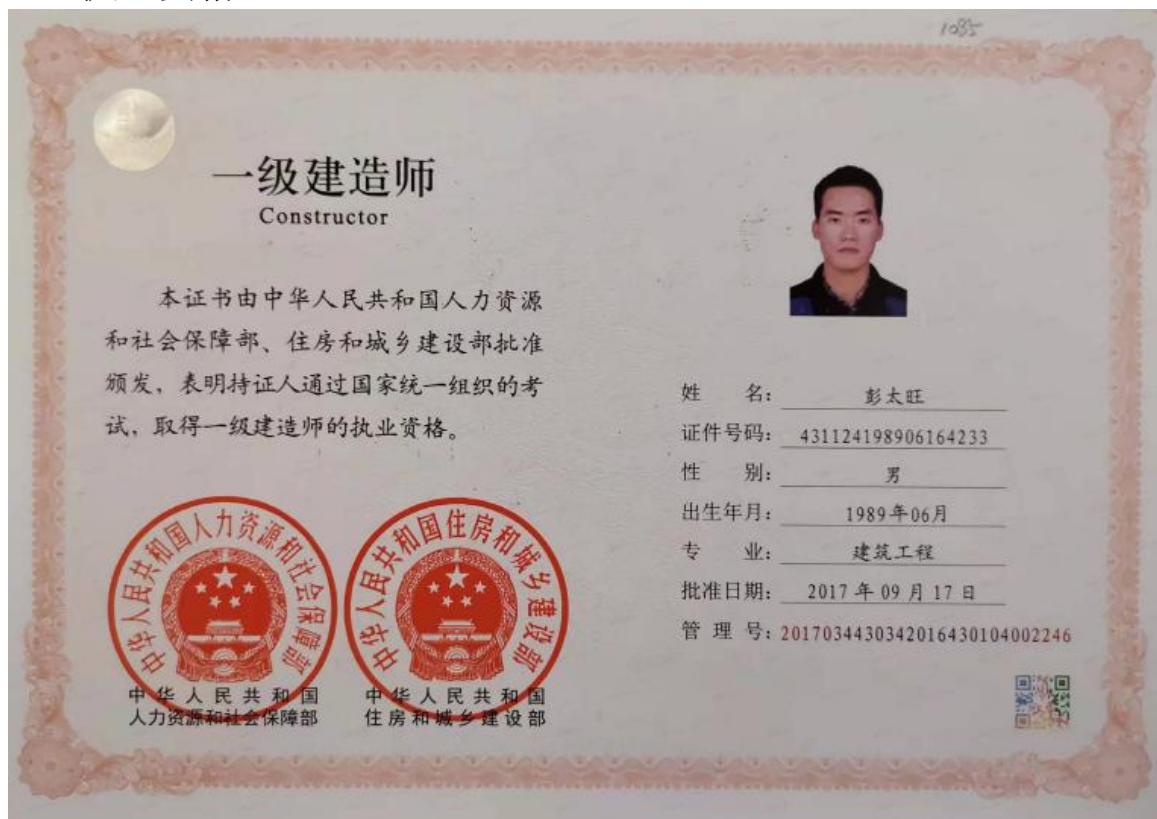 1035
一级建造师
Constructor
本证书由中华人民共和国人力资源
和社会保障部、住房和城乡建设部批准
颁发，表明持证人通过国家统一组织的考
试，取得一级建造师的执业资格。
中华人民共和国人力资源和社会保障部
中华人民共和国住房和城乡建设部
中华人民共和国
人力资源和社会保障部
中华人民共和国
住房和城乡建设部
姓 名： 彭太旺
证件号码： 431124198906164233
性 别： 男
出生年月： 1989年06月
专 业： 建筑工程
批准日期： 2017 年 09 月 17 日
管 理 号： 2017034430342016430104002246